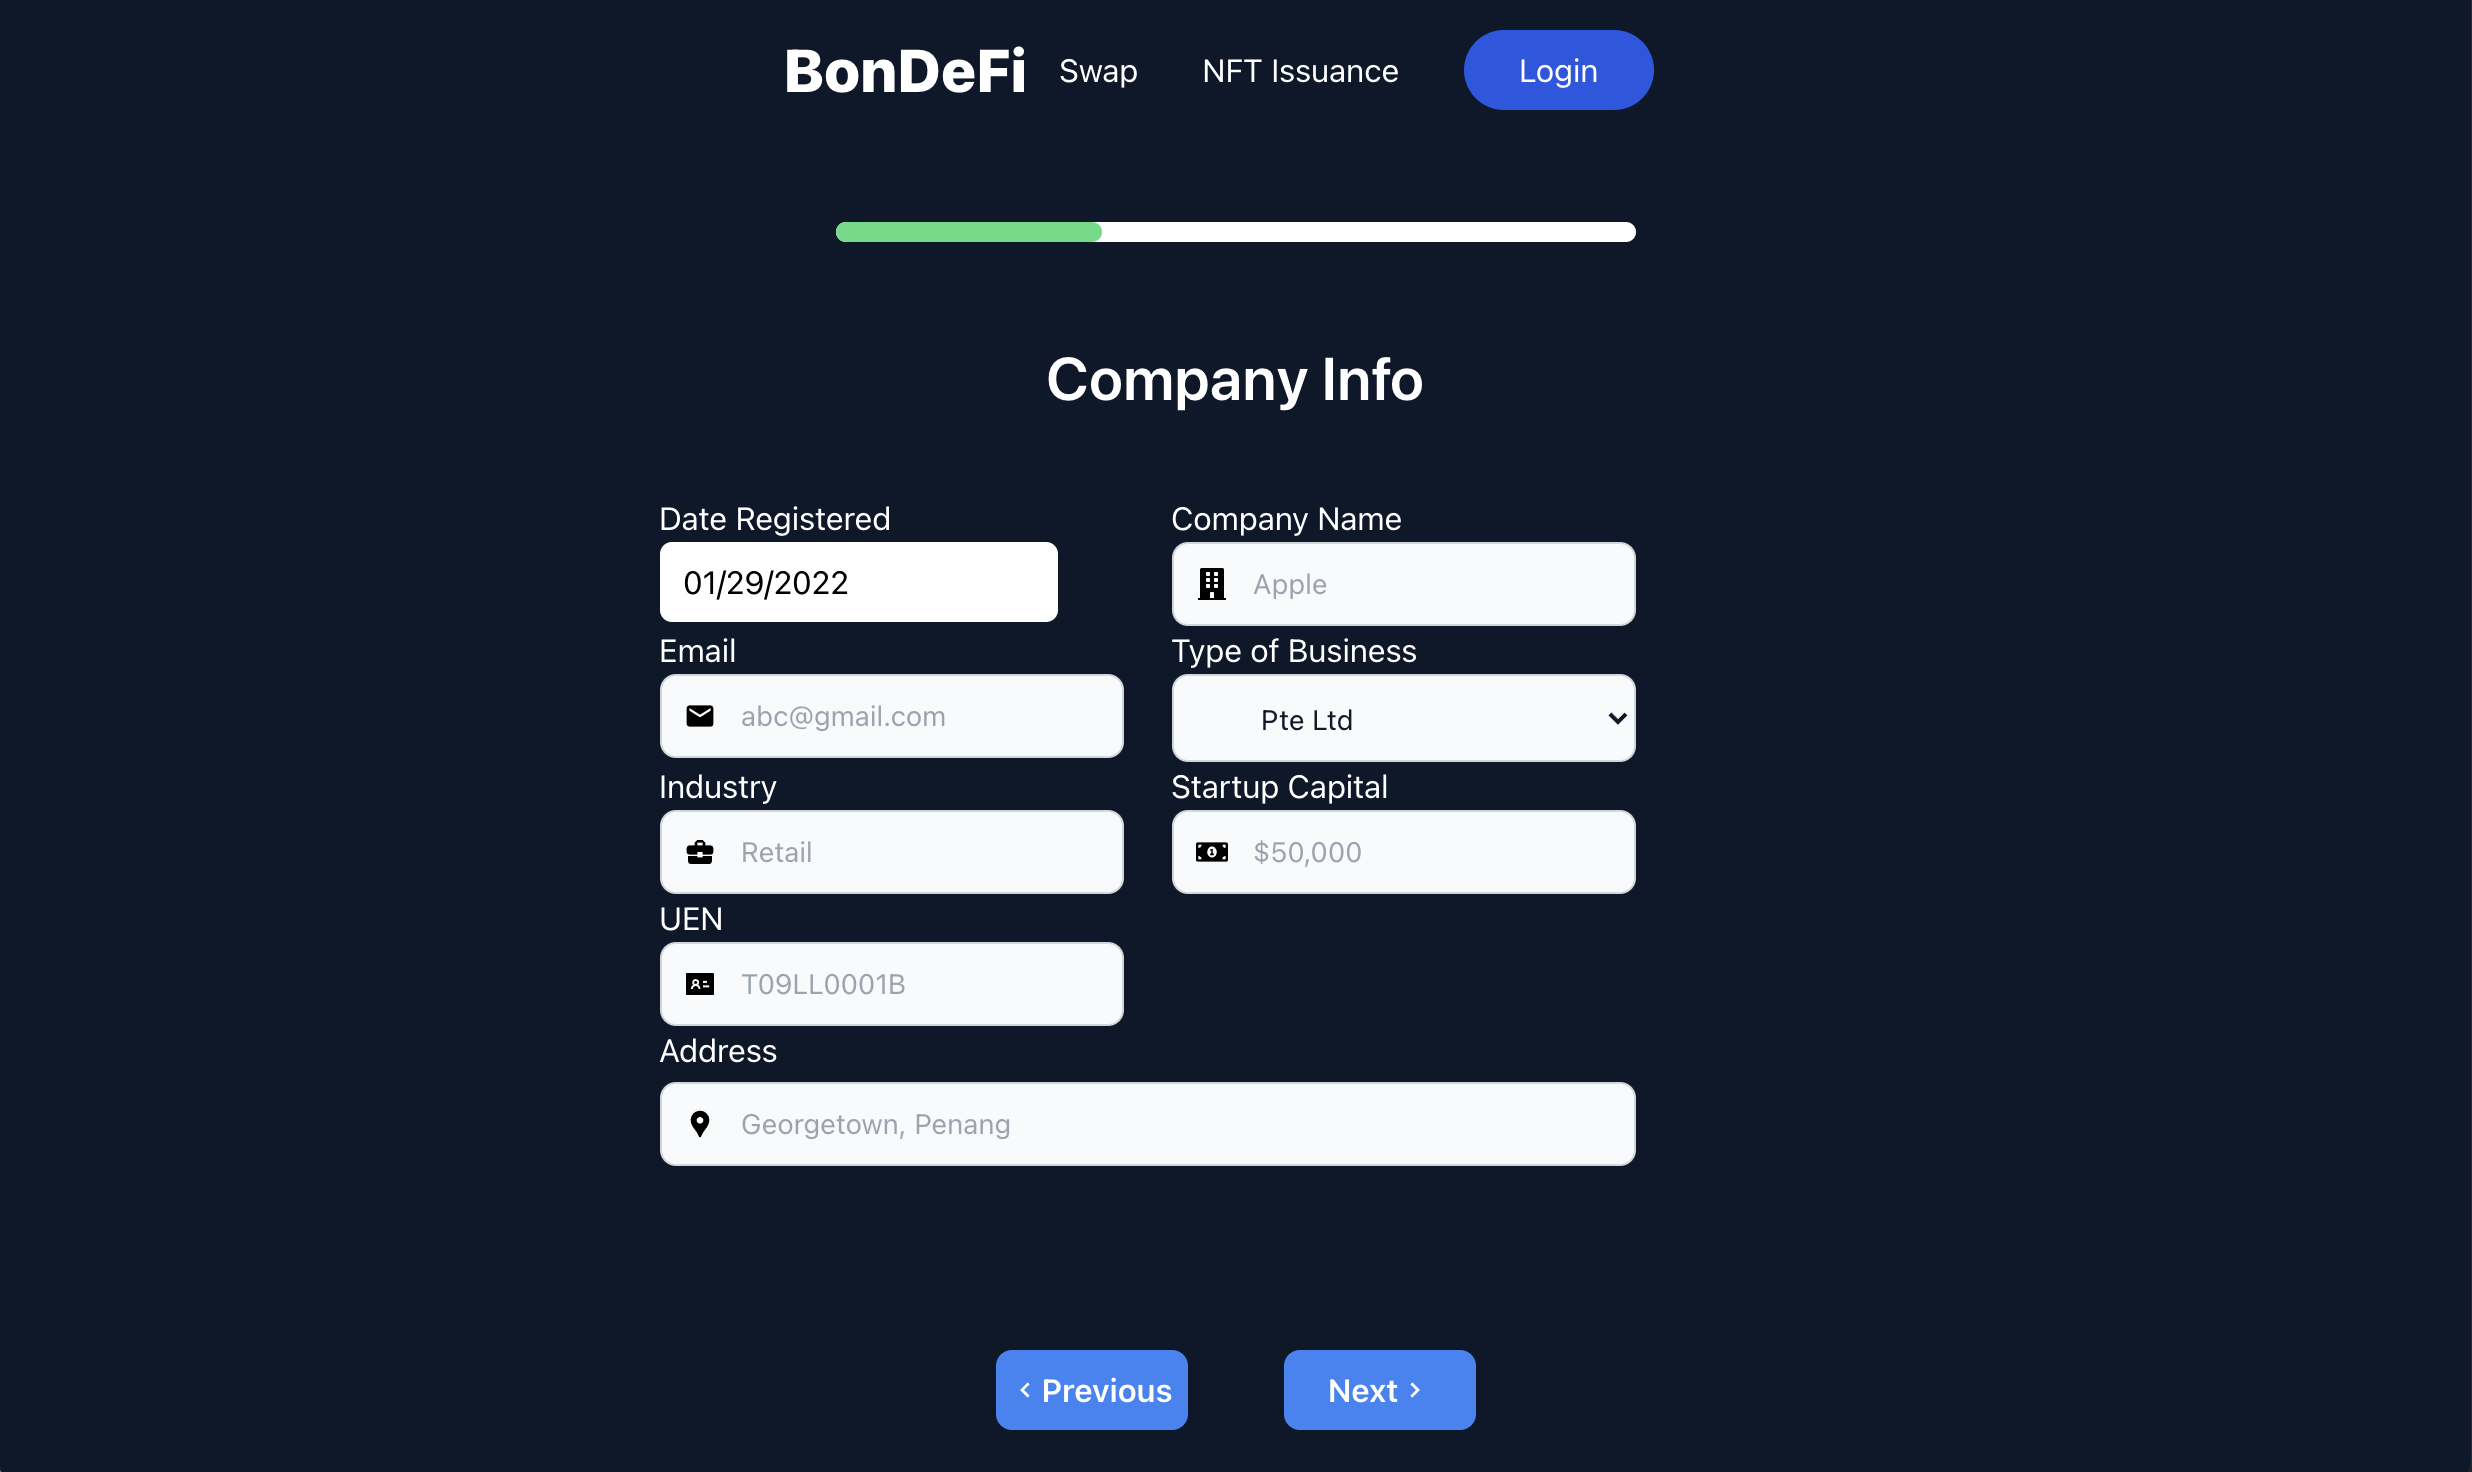 BonDeFi Swap NFT Issuance Login
Company Info
Date Registered Company Name
01/29/2022 Apple
Email Type of Business
abc@gmail.com Pte Ltd
Industry Startup Capital
Retail $50,000
UEN
T09LL0001B
Address
Georgetown, Penang
Previous Next